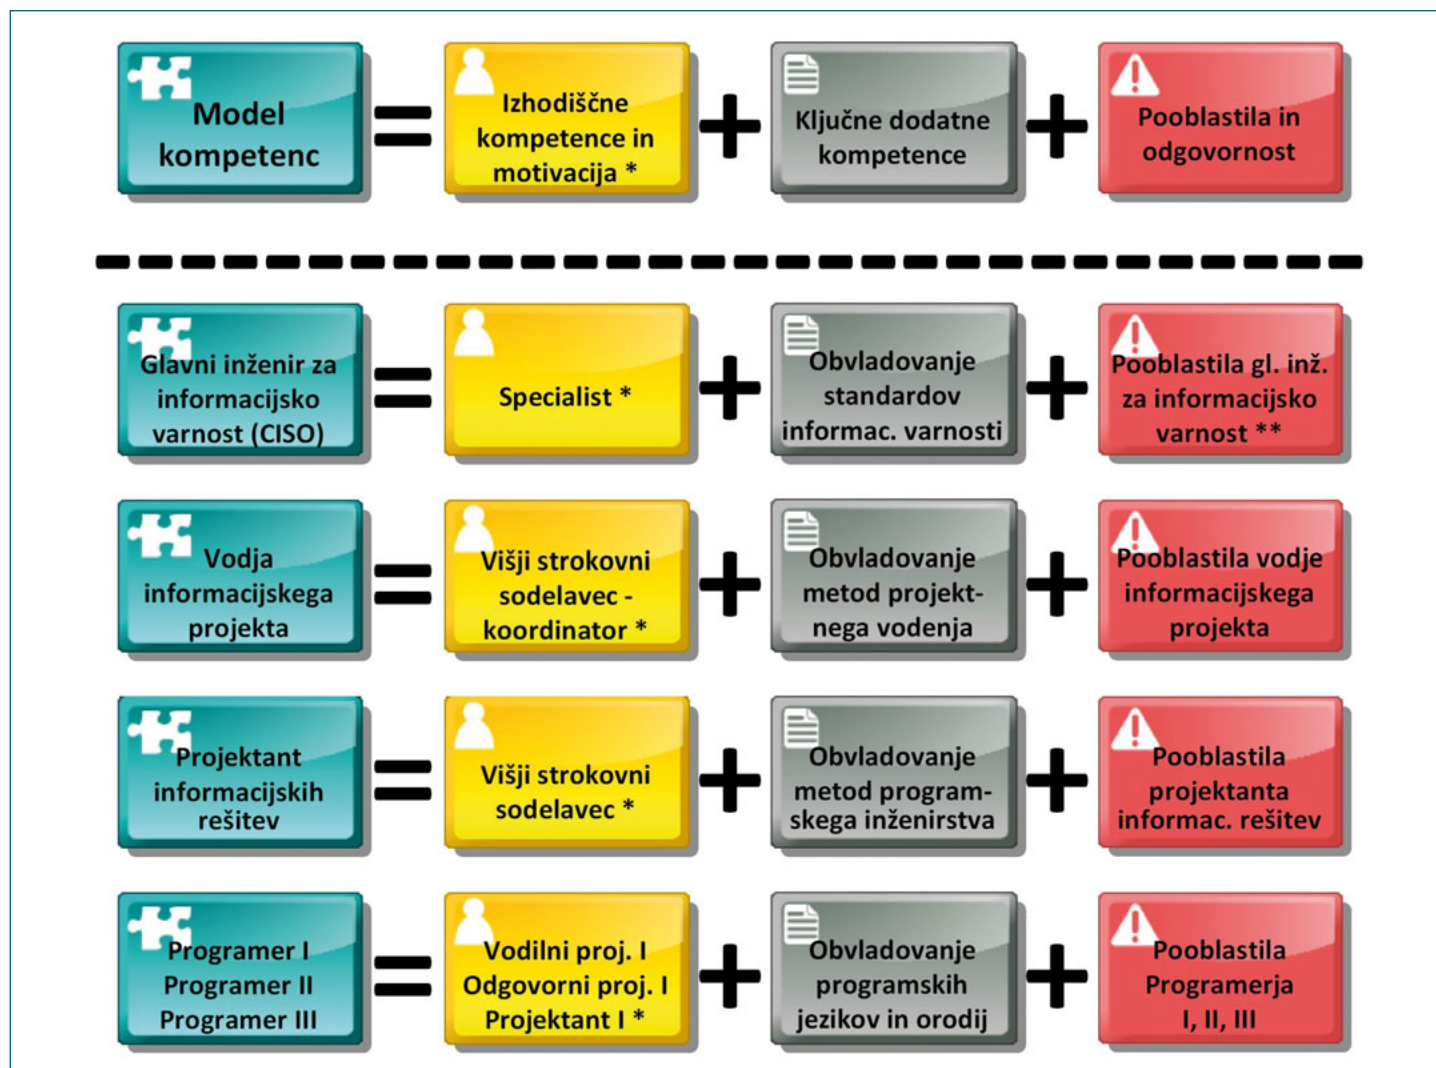 Model
kompetenc
=
Izhodiščne
kompetence in
motivacija *
+
Ključne dodatne
kompetence
+
Pooblastila in
odgovornost
Glavni inženir za
informacijsko
varnost (CISO)
=
Specialist *
+
Obvladovanje
standardov
informac. varnosti
+
Pooblastila gl. inž.
za informacijsko
varnost **
Vodja
informacijskega
projekta
=
Višji strokovni
sodelavec -
koordinator *
+
Obvladovanje
metod projekt-
nega vodenja
+
Pooblastila vodje
informacijskega
projekta
Projektant
informacijskih
rešitev
=
Višji strokovni
sodelavec *
+
Obvladovanje
metod program-
skega inženirstva
+
Pooblastila
projektanta
informac. rešitev
Programer I
Programer II
Programer III
=
Vodilni proj. I
Odgovorni proj. I
Projektant I *
+
Obvladovanje
programskih
jezikov in orodij
+
Pooblastila
Programerja
I, II, III